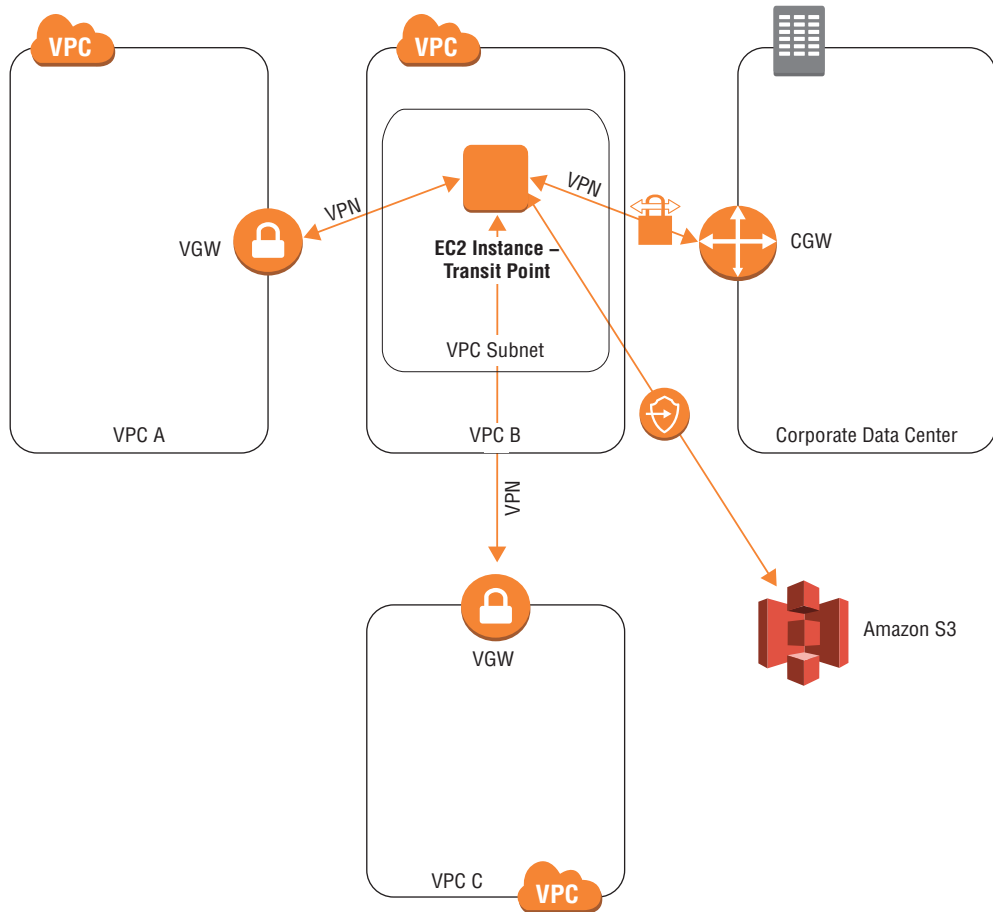 VPC
VPC
VPN
VPN
VGW
EC2 Instance –
Transit Point
CGW
VPC Subnet
VPC A
VPC B
Corporate Data Center
VPN
Amazon S3
VGW
VPC C
VPC